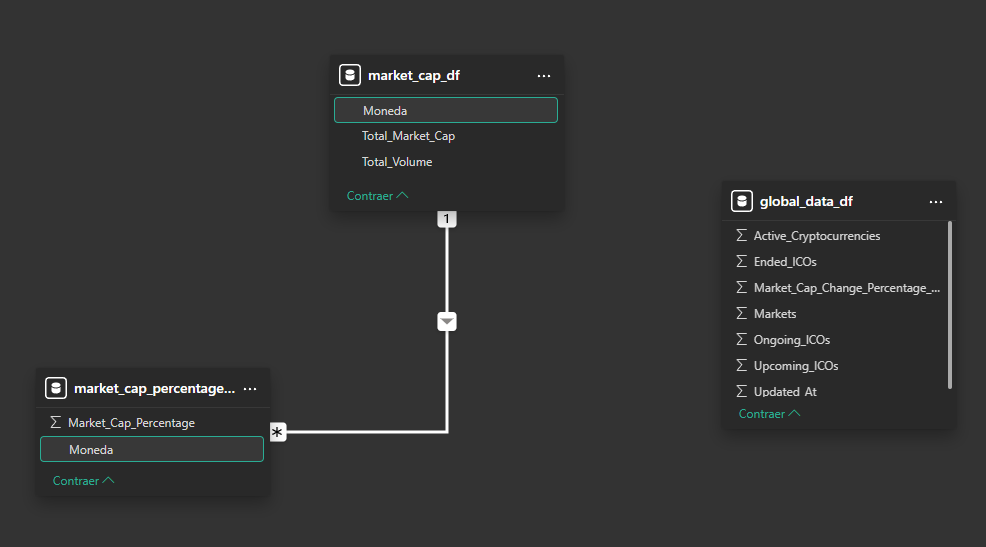 market_cap_df
...
Moneda
Total_Market_Cap
Total_Volume
Contraer
1
*
market_cap_percentage...
...
Σ Market_Cap_Percentage
Moneda
Contraer
global_data_df
...
Σ Active_Cryptocurrencies
Σ Ended_ICOs
Σ Market_Cap_Change_Percentage_...
Σ Markets
Σ Ongoing_ICOs
Σ Upcoming_ICOs
Σ Updated_At
Contraer